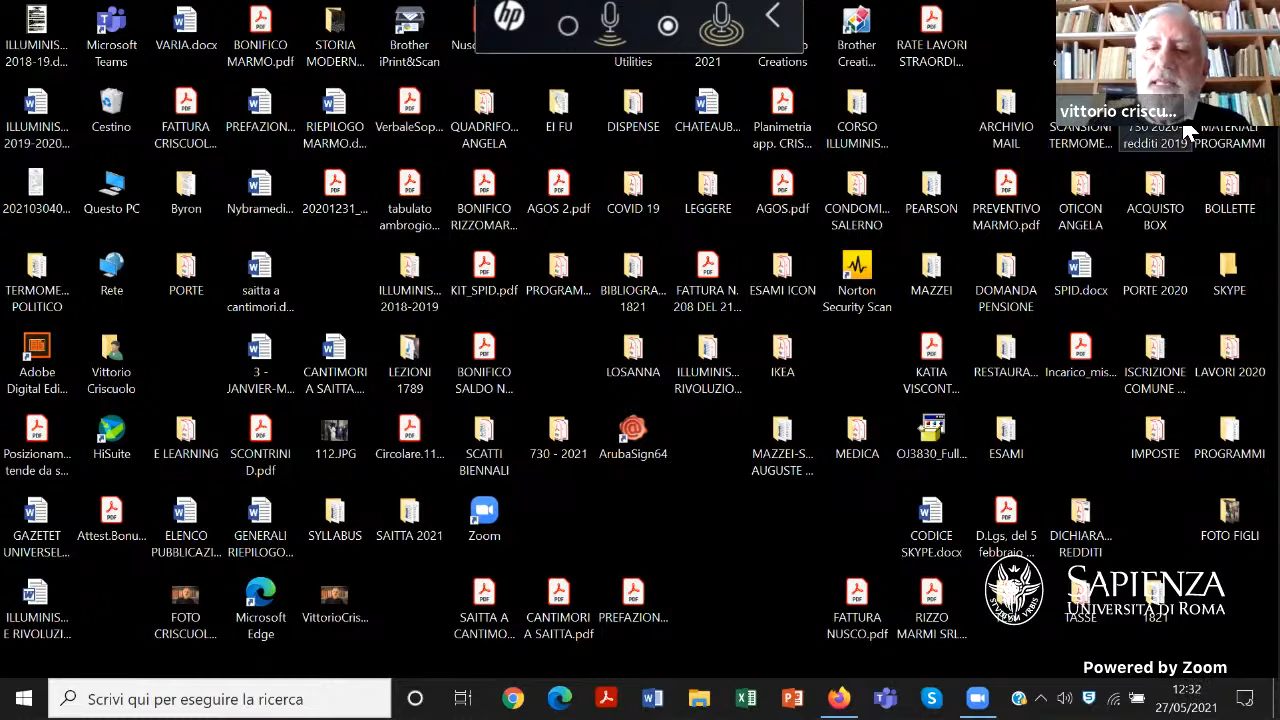 ILLUMINIS...
2018-19.d...
Microsoft
Teams
VARIA.docx
BONIFICO
MARMO.pdf
STORIA
MODERN...
Brother
iPrint&Scan
Utilities
2021
Creations
Brother
Creati...
RATE LAVORI
STRAORDI...
hp
vittorio criscu...
ILLUMINIS...
2019-2020...
Cestino
FATTURA
CRISCUOL...
PREFAZION...
RIEPILOGO
MARMO.d...
VerbaleSop...
QUADRIFO...
ANGELA
EI FU
DISPENSE
CHATEAUB...
Planimetria
app. CRIS...
CORSO
ILLUMINIS...
ARCHIVIO
MAIL
SCANSIONI
TERMOME...
730 2020
redditi 2019
MATERIALI
PROGRAMMI
202103040...
Questo PC
Byron
Nybramedi...
20201231_...
tabulato
ambrogio...
BONIFICO
RIZZOMAR...
AGOS 2.pdf
COVID 19
LEGGERE
AGOS.pdf
CONDOMI...
SALERNO
PEARSON
PREVENTIVO
MARMO.pdf
OTICON
ANGELA
ACQUISTO
BOX
BOLLETTE
TERMOME...
POLITICO
Rete
PORTE
saitta a
cantimori.d...
ILLUMINIS...
2018-2019
KIT_SPID.pdf
PROGRAM...
BIBLIOGRA...
1821
FATTURA N.
208 DEL 21...
ESAMI ICON
Norton
Security Scan
MAZZEI
DOMANDA
PENSIONE
SPID.docx
PORTE 2020
SKYPE
Adobe
Digital Edi...
Vittorio
Criscuolo
3 -
JANVIER-M...
CANTIMORI
A SAITTA.d...
LEZIONI
1789
BONIFICO
SALDO N...
LOSANNA
ILLUMINIS...
RIVOLUZIO...
IKEA
KATIA
VISCONT...
RESTAURA...
Incarico_mis...
ISCRIZIONE
COMUNE ...
LAVORI 2020
Posizionam...
tende da s...
HiSuite
E LEARNING
SCONTRINI
D.pdf
112.JPG
Circolare.11...
SCATTI
BIENNALI
730 - 2021
ArubaSign64
MAZZEI-S...
AUGUSTE ...
MEDICA
OJ3830_Full...
ESAMI
IMPOSTE
PROGRAMMI
GAZETET
UNIVERSEL...
Attest.Bonu...
ELENCO
PUBBLICAZI...
GENERALI
RIEPILOGO...
SYLLABUS
SAITTA 2021
Zoom
CODICE
SKYPE.docx
D.Lgs, del 5
febbraio ...
DICHIARA...
REDDITI
FOTO FIGLI
ILLUMINIS...
E RIVOLUZI...
FOTO
CRISCUOL...
Microsoft
Edge
VittorioCris...
SAITTA A
CANTIMO...
CANTIMORI
A SAITTA.pdf
PREFAZION...
FATTURA
NUSCO.pdf
RIZZO
MARMI SRL...
TASSE
1821
SAPIENZA
UNIVERSITÀ DI ROMA
Powered by Zoom
Scrivi qui per eseguire la ricerca
12:32
27/05/2021